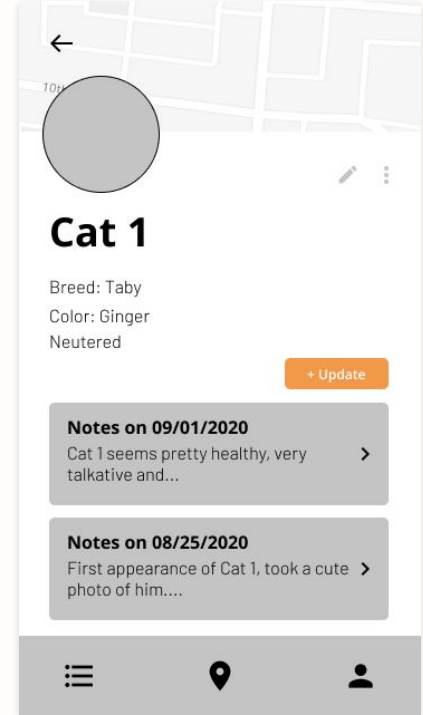 10th
Cat 1
Breed: Taby
Color: Ginger
Neutered
+ Update
Notes on 09/01/2020
Cat 1 seems pretty healthy, very
talkative and...
Notes on 08/25/2020
First appearance of Cat 1, took a cute
photo of him....